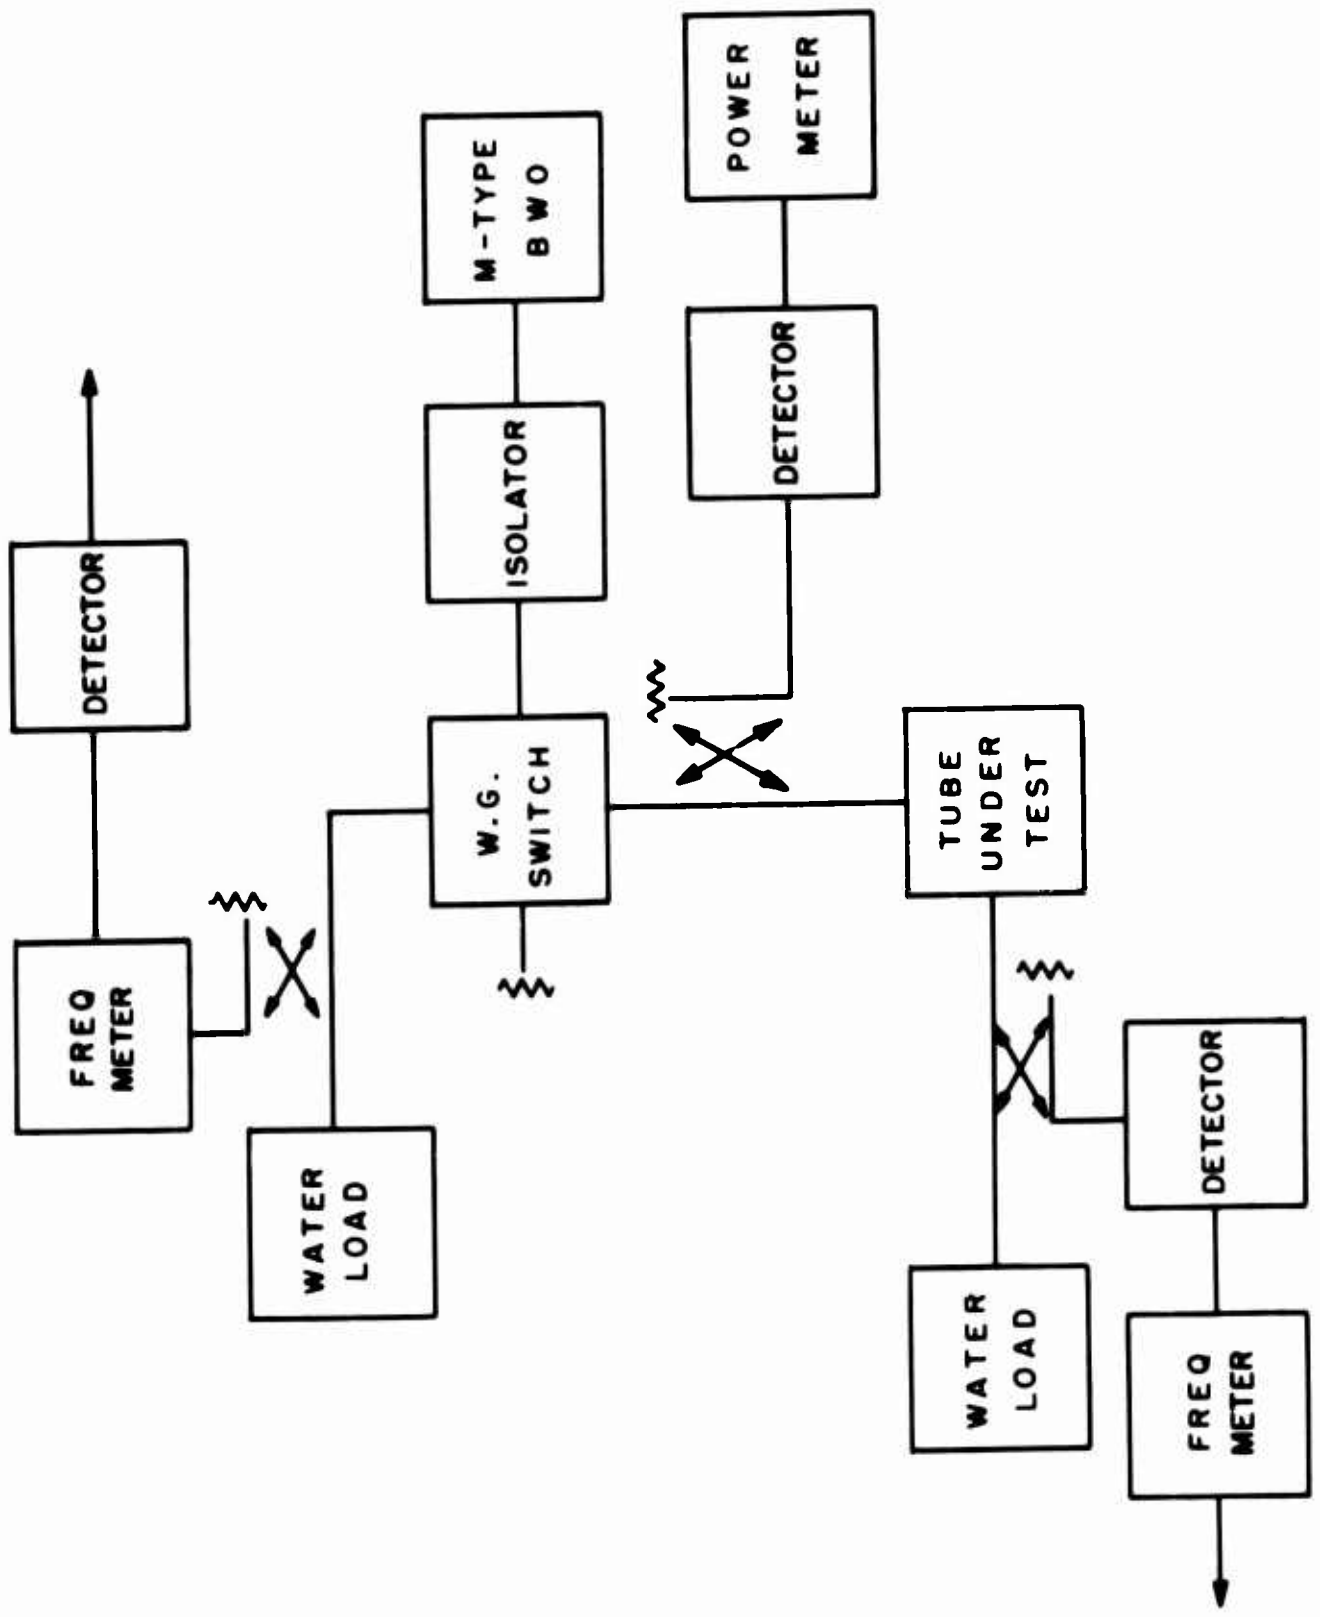 FREQ
METER
DETECTOR
WATER
LOAD
W.G.
SWITCH
ISOLATOR
M-TYPE
BWO
DETECTOR
POWER
METER
WATER
LOAD
TUBE
UNDER
TEST
FREQ
METER
DETECTOR